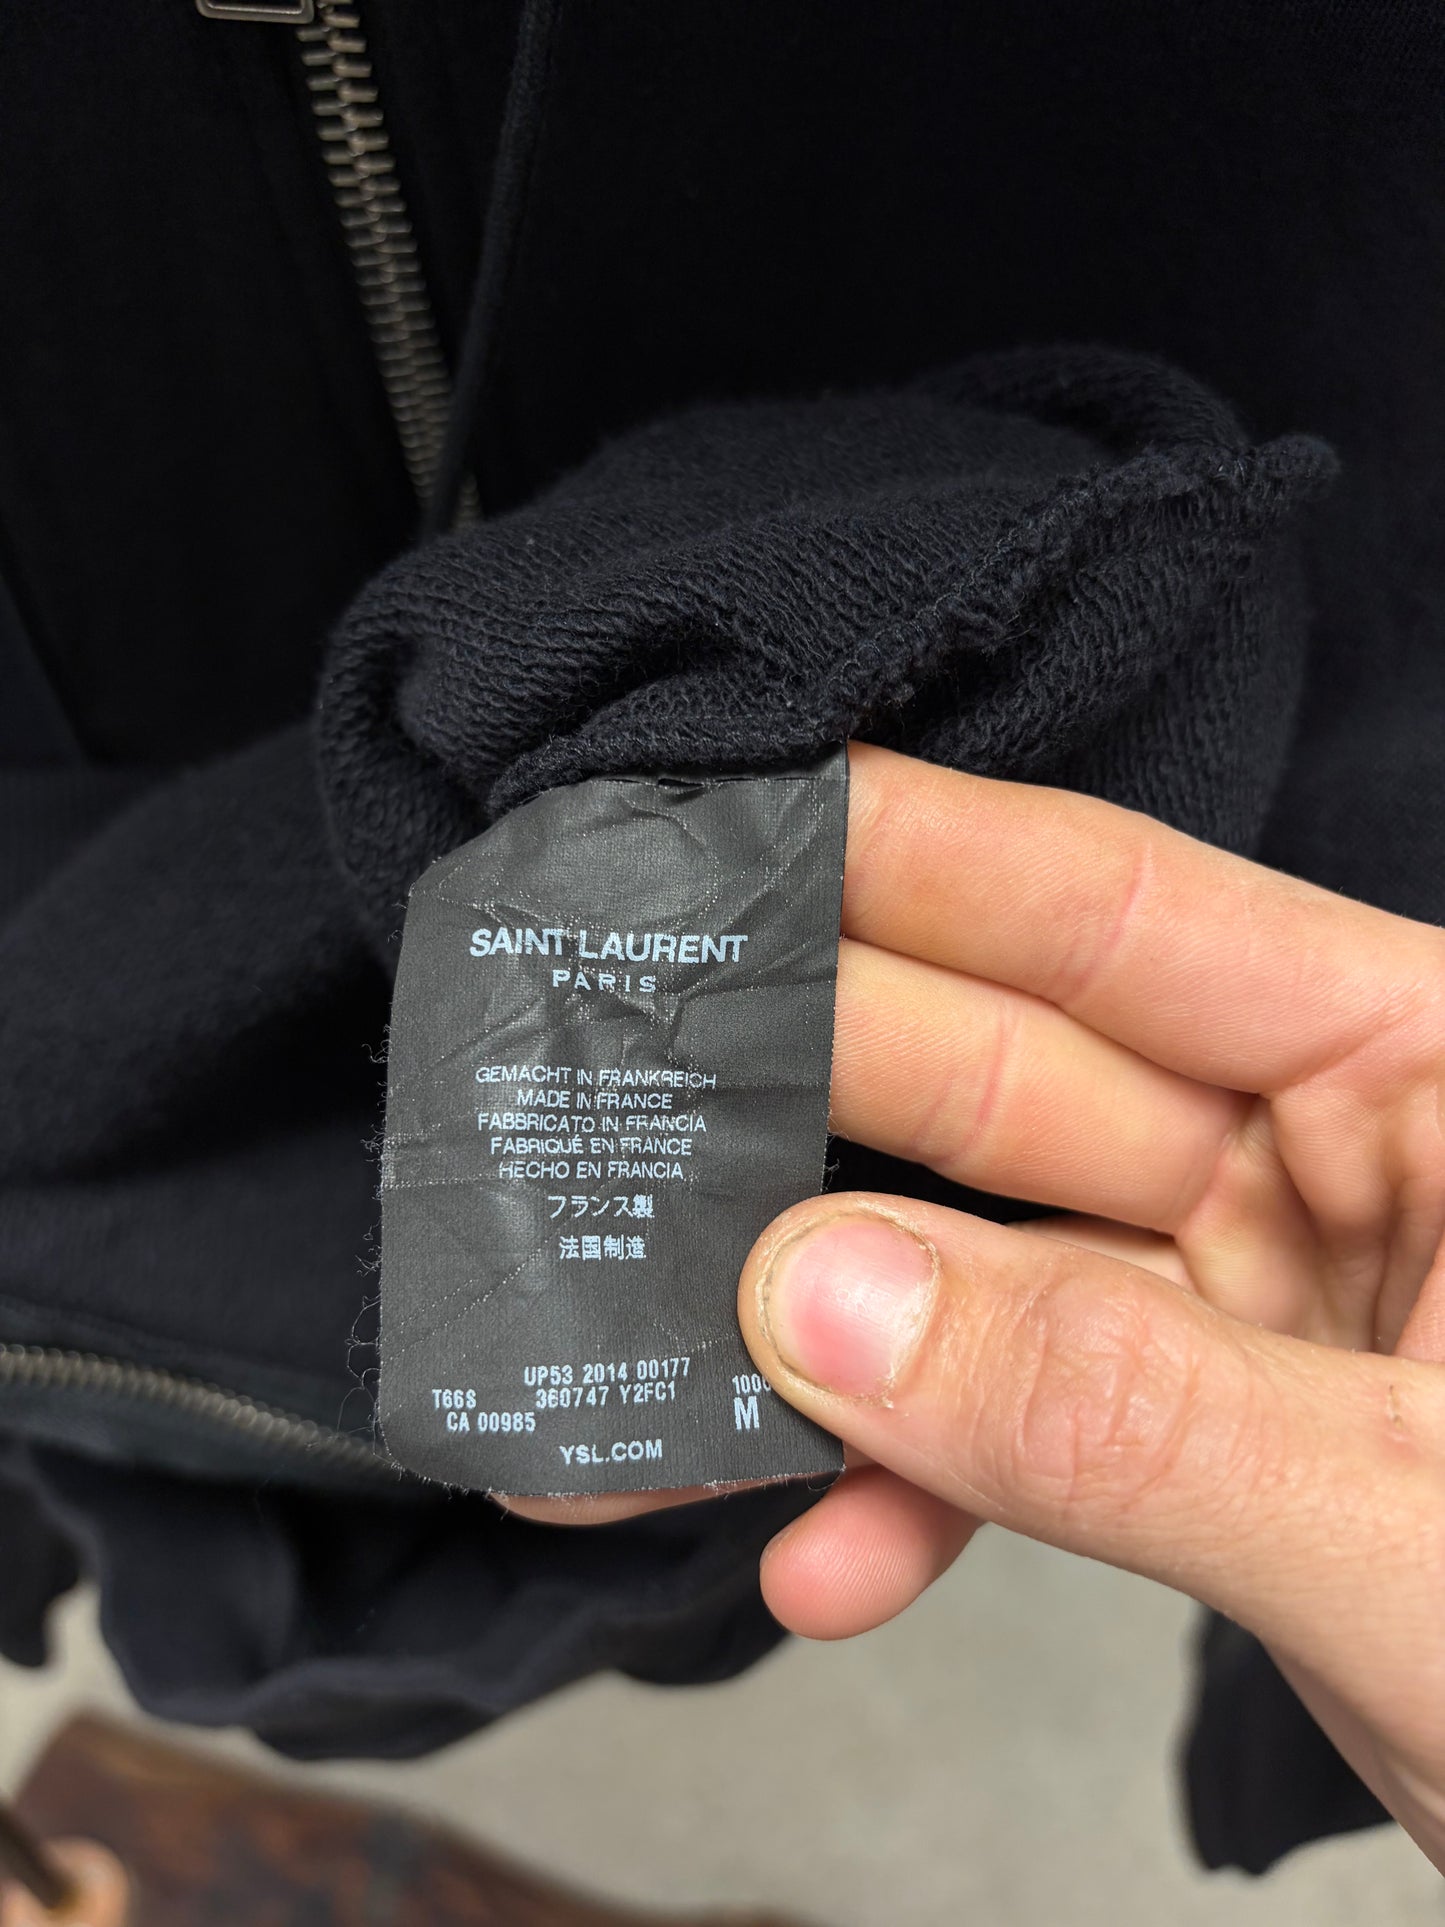 SAINT LAURENT
PARIS
GEMACHT IN FRANKREICH
MADE IN FRANCE
FABBRICATO IN FRANCIA
FABRIQUÉ EN FRANCE
HECHO EN FRANCIA
フランス製
法国制造
UP53 2014 00177
T66S 360747 Y2FC1
CA 00985 M
YSL.COM